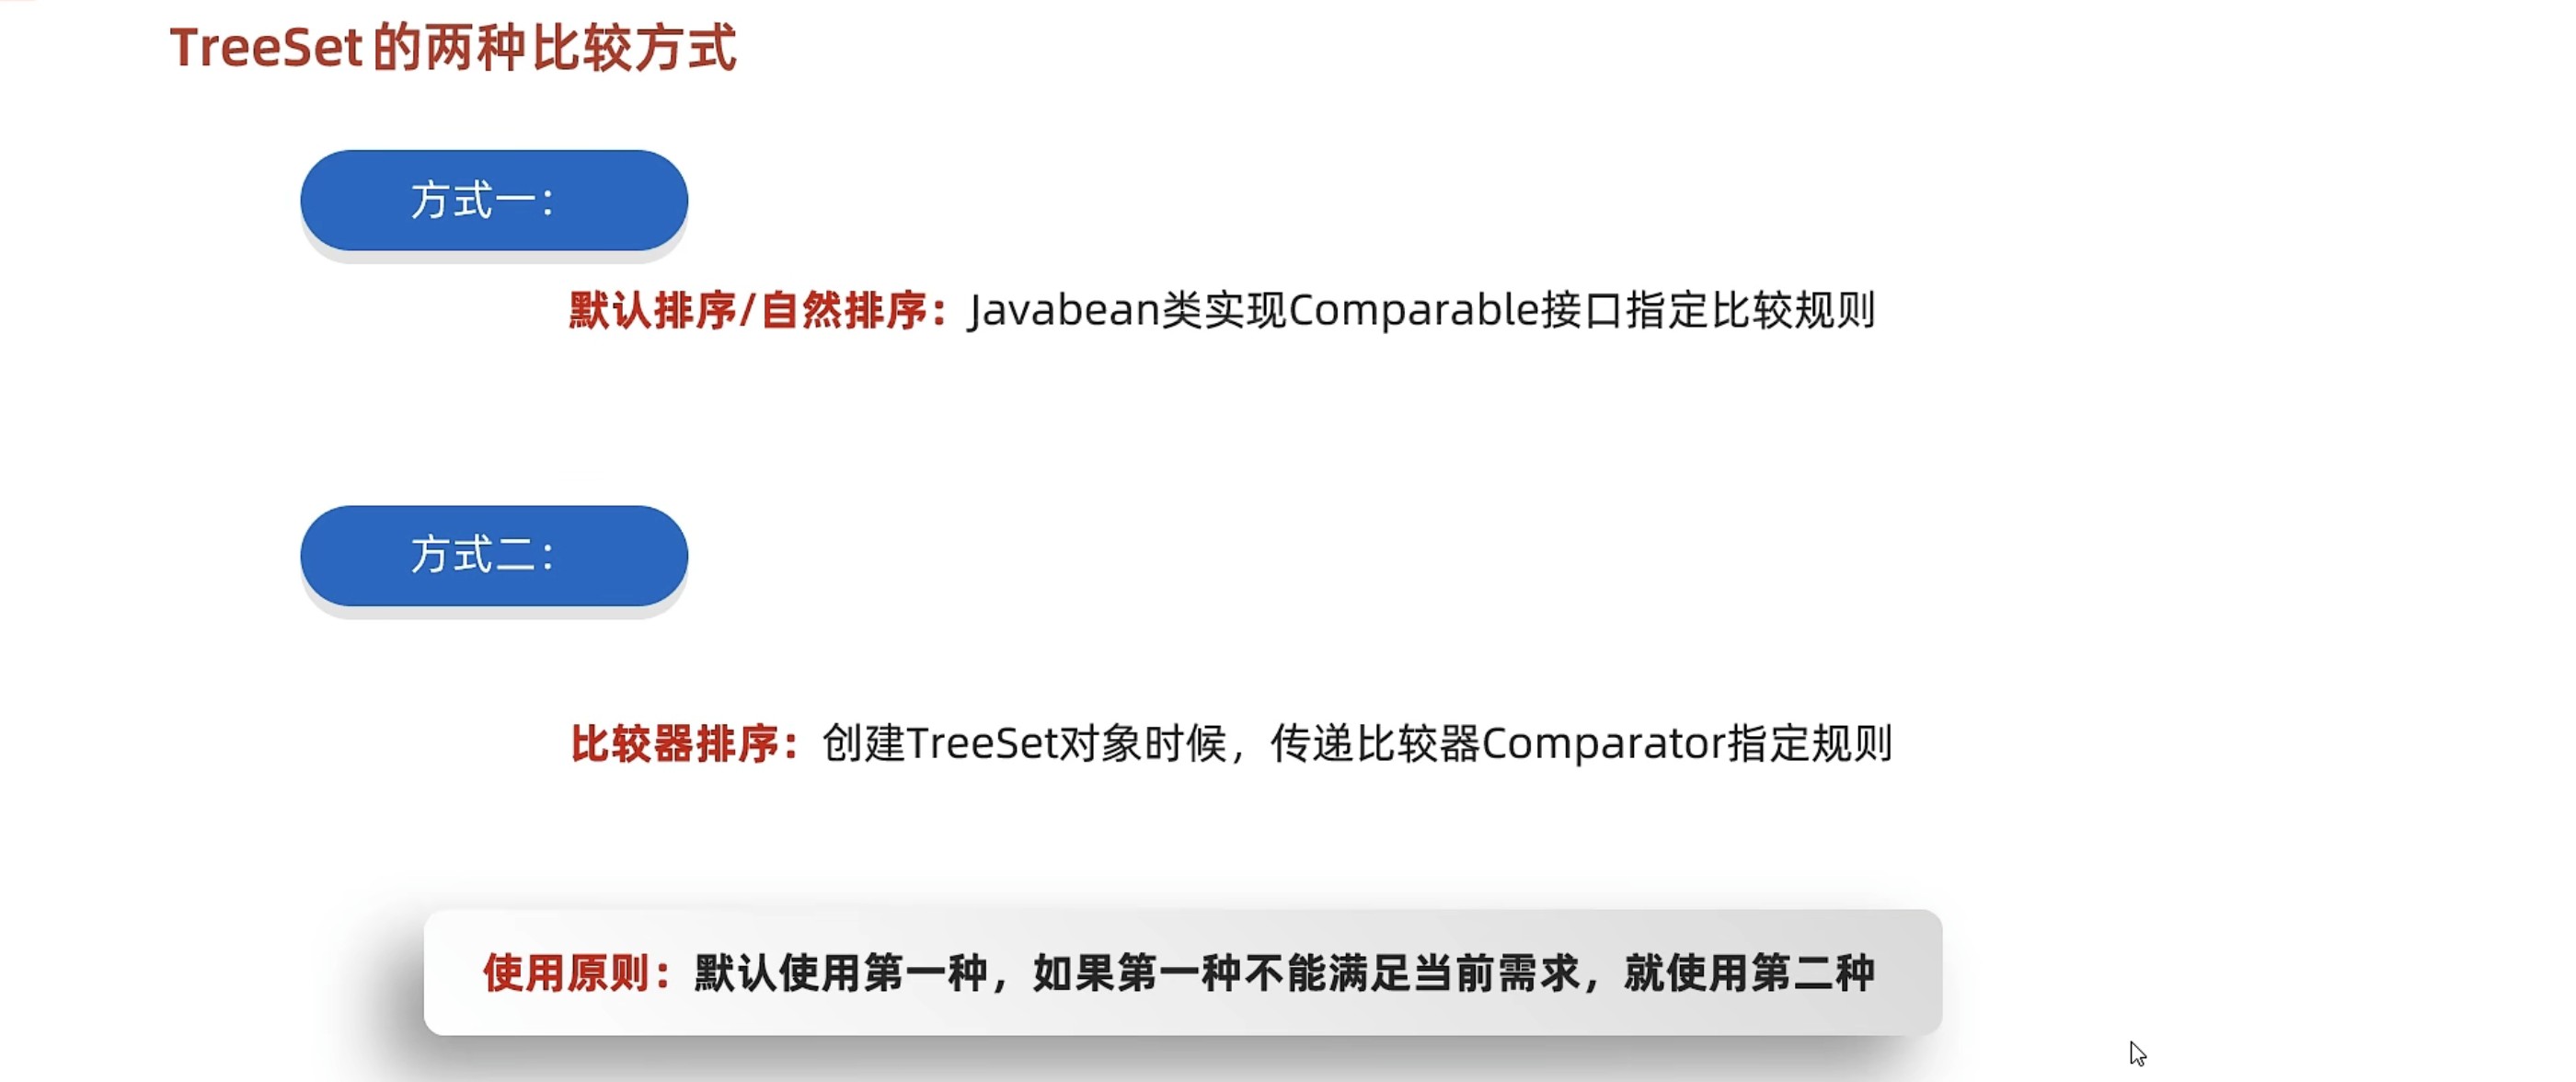 TreeSet的两种比较方式
方式一：
默认排序/自然排序：Javabean类实现Comparable接口指定比较规则
方式二：
比较器排序：创建TreeSet对象时候，传递比较器Comparator指定规则
使用原则：默认使用第一种，如果第一种不能满足当前需求，就使用第二种